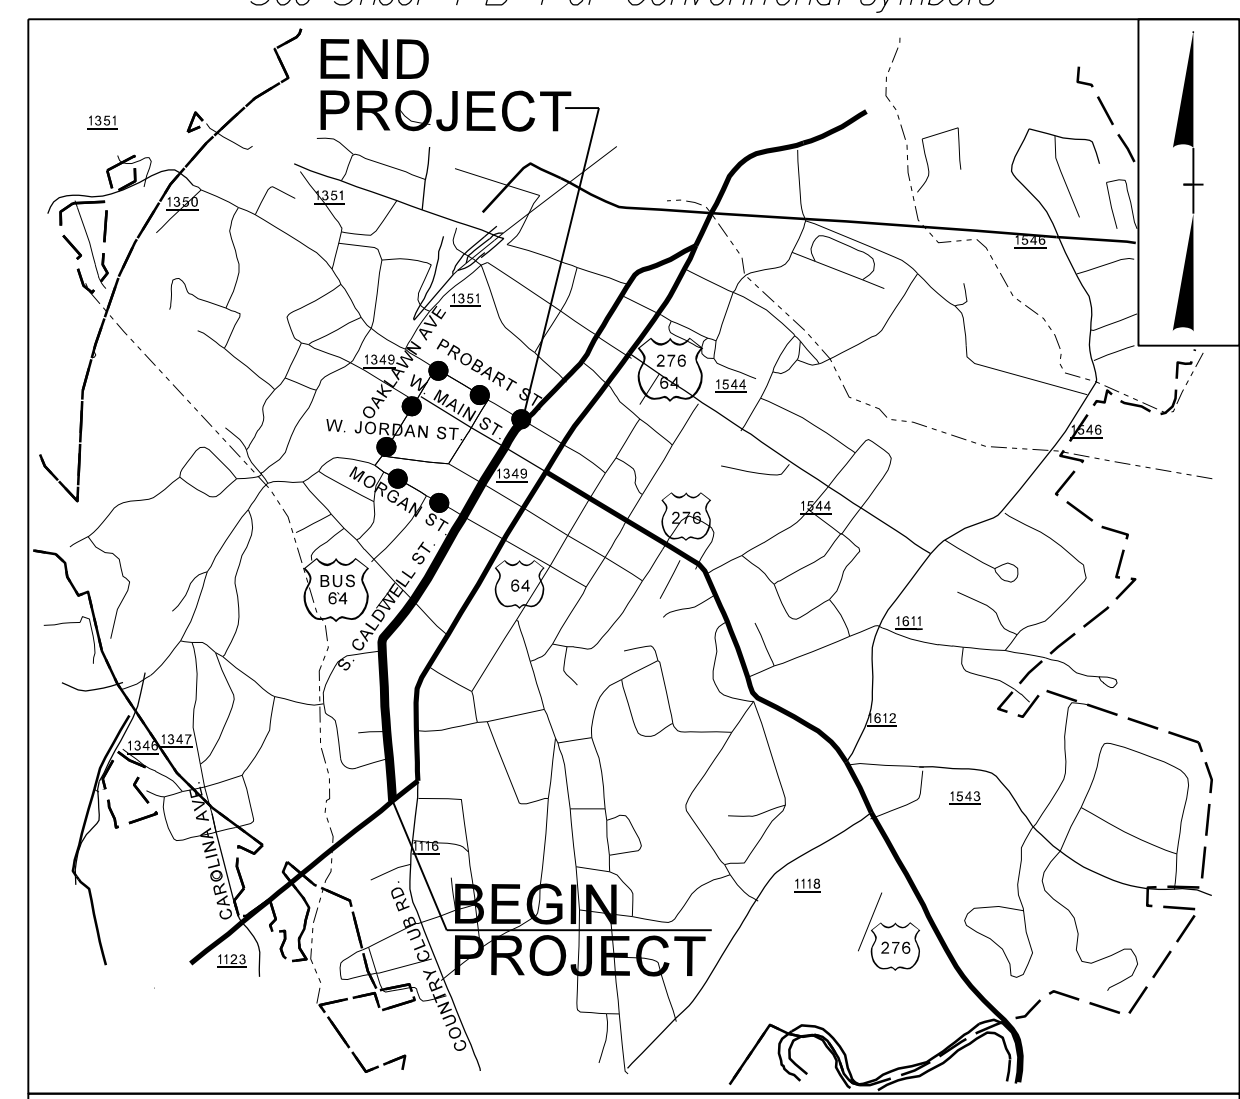 See Sheet 1-B For Conventional Symbols
END
PROJECT
1351
1350
1351
1546
1351
OAKLAWN AVE
PROBART ST.
1349
W. MAIN ST.
W. JORDAN ST.
276
64
1544
1546
1349
MORGAN ST.
276
1544
BUS
64
64
S. CALDWELL ST.
1611
1612
1346
1347
1543
CAROLINA AVE.
1116
1118
BEGIN
PROJECT
COUNTRY CLUB RD.
276
1123